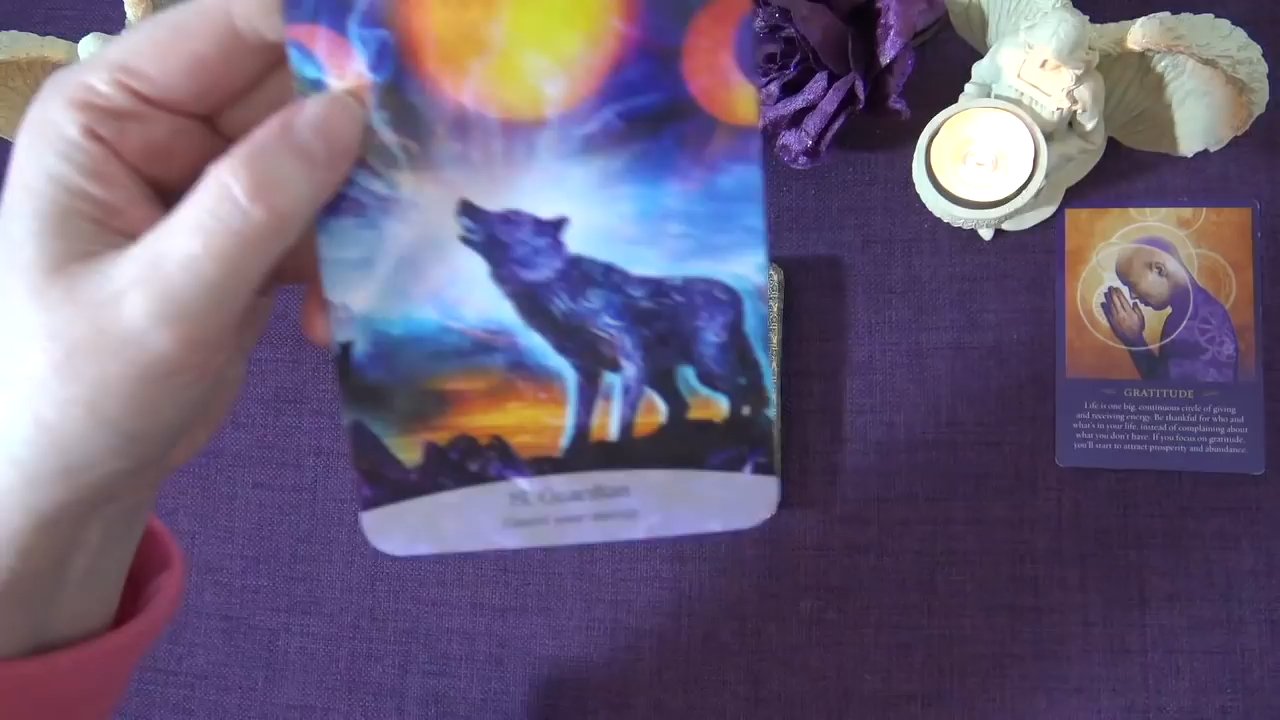 Guardian
GRATITUDE
Life is one big, continuous circle of giving
and receiving energy. Be thankful for who and
what's in your life, instead of complaining about
what you don't have. If you focus on gratitude,
you'll start to attract prosperity and abundance.